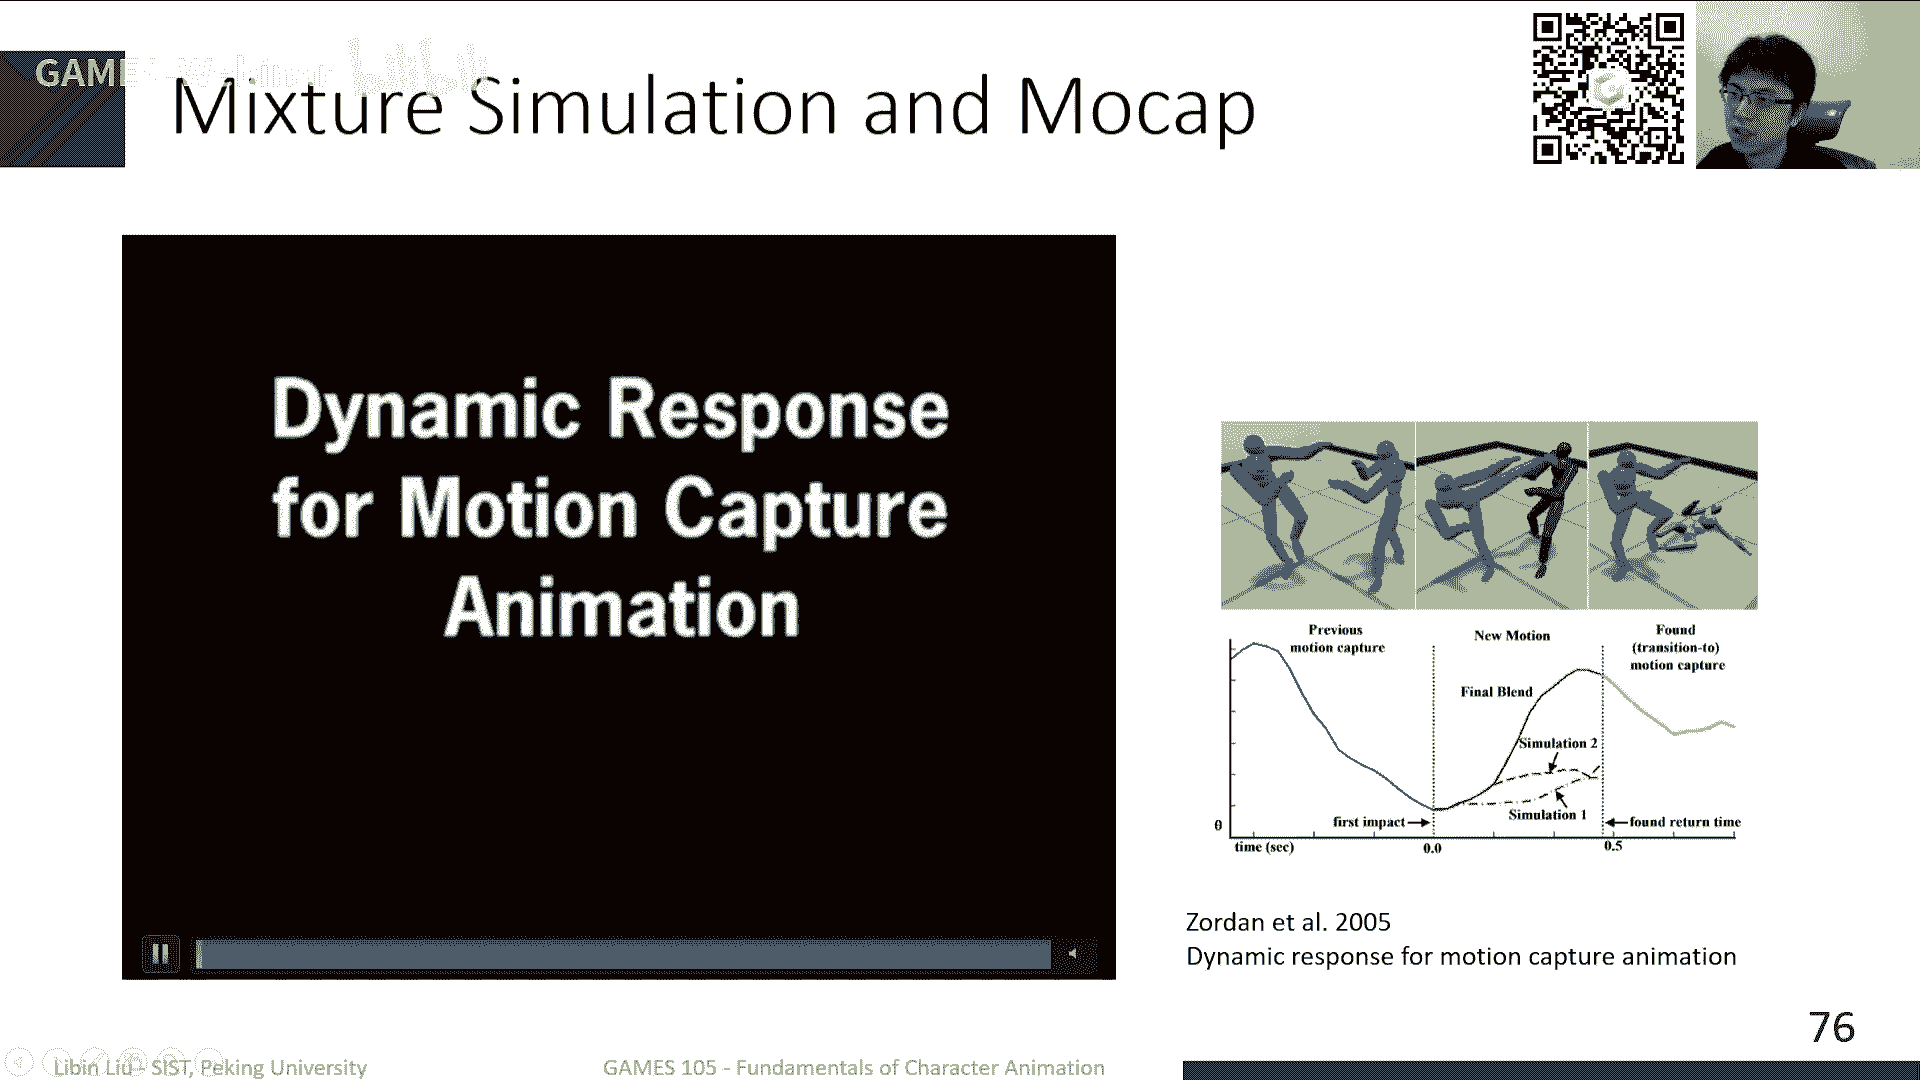 Mixture Simulation and Mocap
Dynamic Response
for Motion Capture
Animation
Previous
motion capture
New Motion
Found
(transition-to)
motion capture
Final Blend
Simulation 2
Simulation 1
first impact
found return time
θ
time (sec)
0.0
0.5
Zordan et al. 2005
Dynamic response for motion capture animation
76
Libin Liu - SIST, Peking University
GAMES 105 - Fundamentals of Character Animation